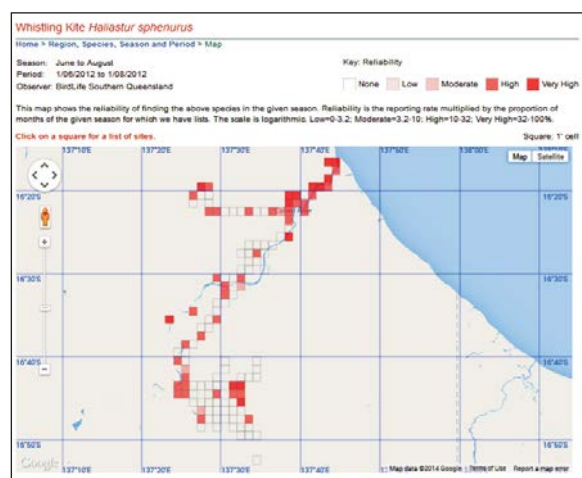 Whistling Kite Haliastur sphenurus
Home > Region, Species, Season and Period > Map
Season: June to August
Period: 1/06/2012 to 1/08/2012
Observer: BirdLife Southern Queensland
Key: Reliability
None Low Moderate High Very High
This map shows the reliability of finding the above species in the given season. Reliability is the reporting rate multiplied by the proportion of
months of the given season for which we have lists. The scale is logarithmic. Low=0-3.2; Moderate=3.2-10; High=10-32; Very High=32-100%.
Click on a square for a list of sites. Square: 1' cell
137°10'E 137°20'E 137°30'E 137°40'E 137°50'E 138°00'E 138°10'E
Map Satellite
16°20'S 16°20'S
16°30'S 16°30'S
16°40'S 16°40'S
16°50'S 16°50'S
Google
137°10'E 137°20'E 137°30'E 137°40'E
Map data ©2014 Google Terms of Use Report a map error